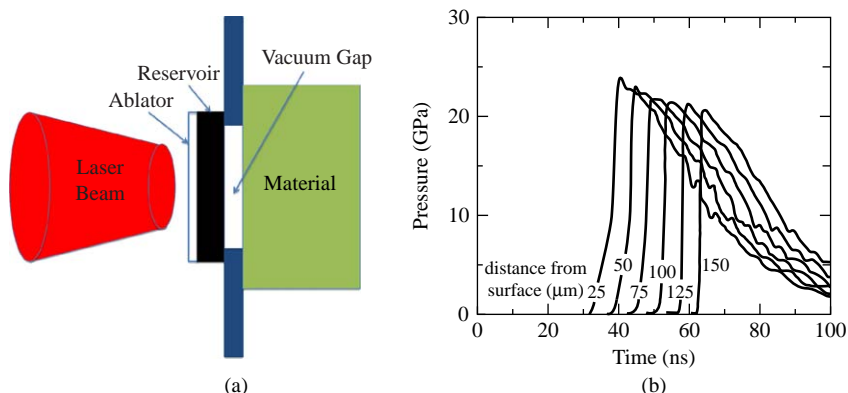 Vacuum Gap
Reservoir
Ablator
Laser
Beam
Material
(a)
Pressure (GPa)
30
20
10
0
distance from
surface (μm)
25
50
75
100
125
150
0
20
40
60
80
100
Time (ns)
(b)